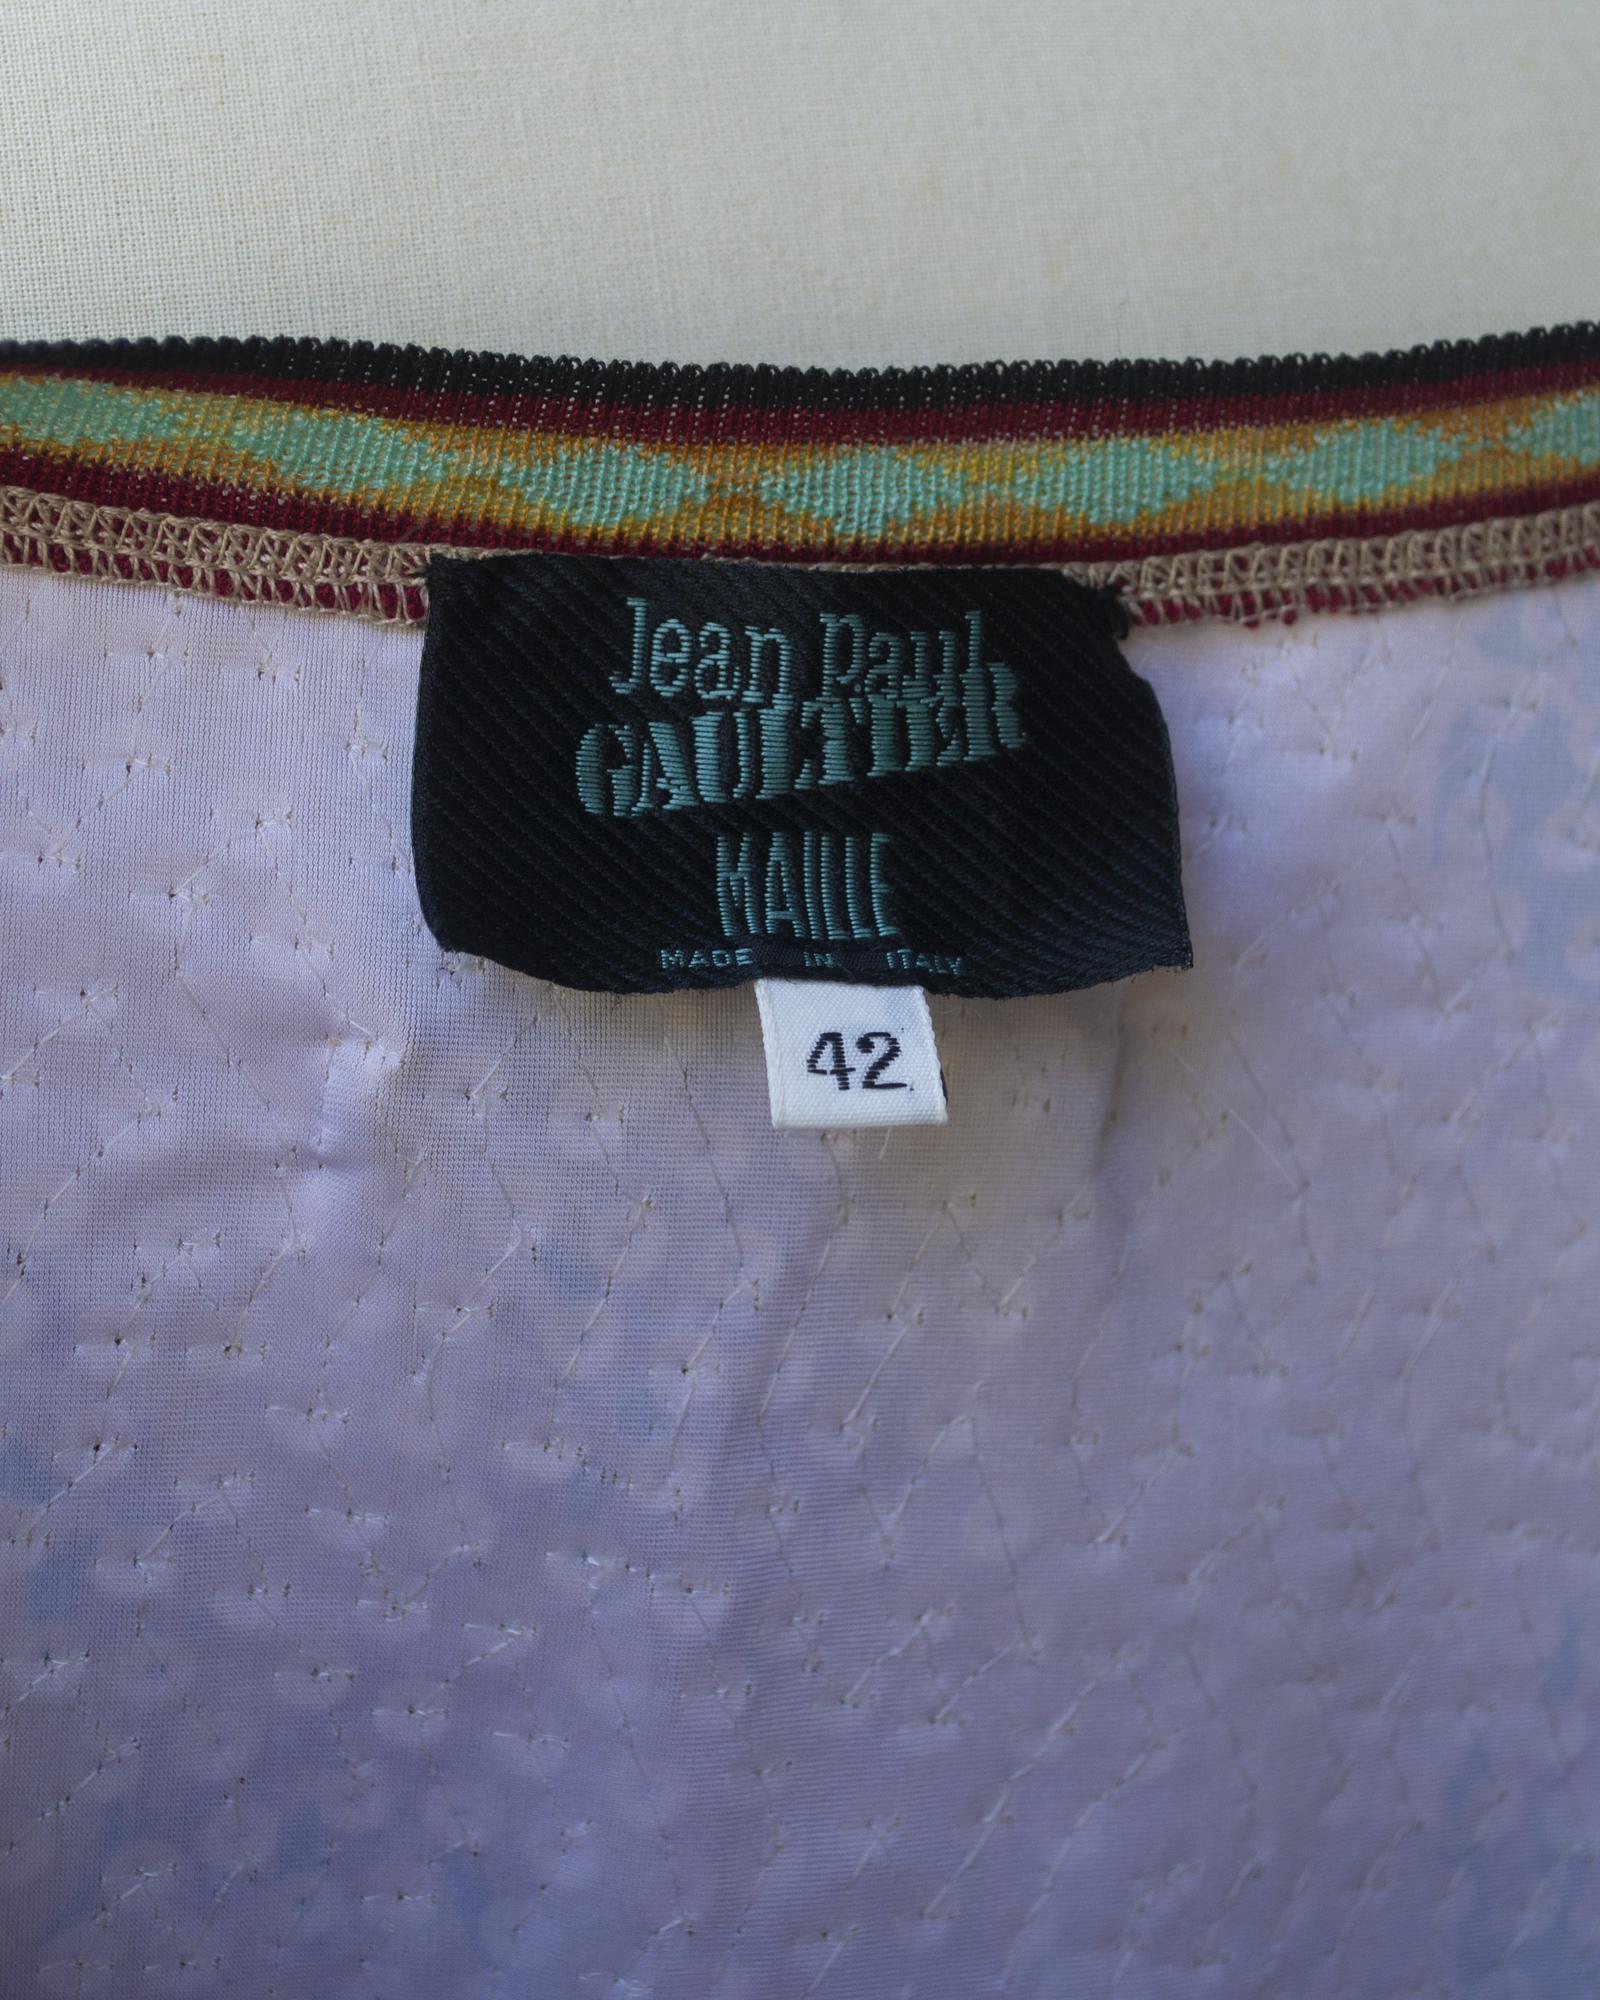 Jean Paul
GAULTIER
MAILLE
MADE IN ITALY
42